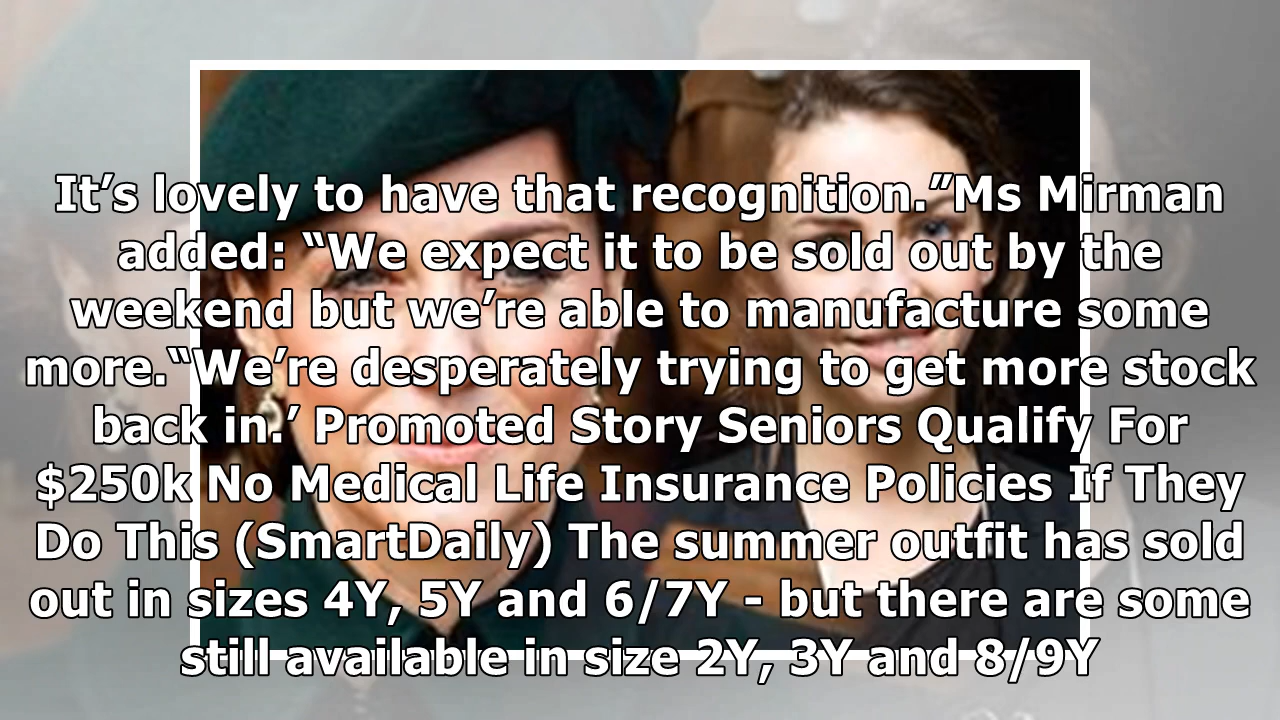 It’s lovely to have that recognition.”Ms Mirman
added: “We expect it to be sold out by the
weekend but we’re able to manufacture some
more.“We’re desperately trying to get more stock
back in.’ Promoted Story Seniors Qualify For
$250k No Medical Life Insurance Policies If They
Do This (SmartDaily) The summer outfit has sold
out in sizes 4Y, 5Y and 6/7Y - but there are some
still available in size 2Y, 3Y and 8/9Y